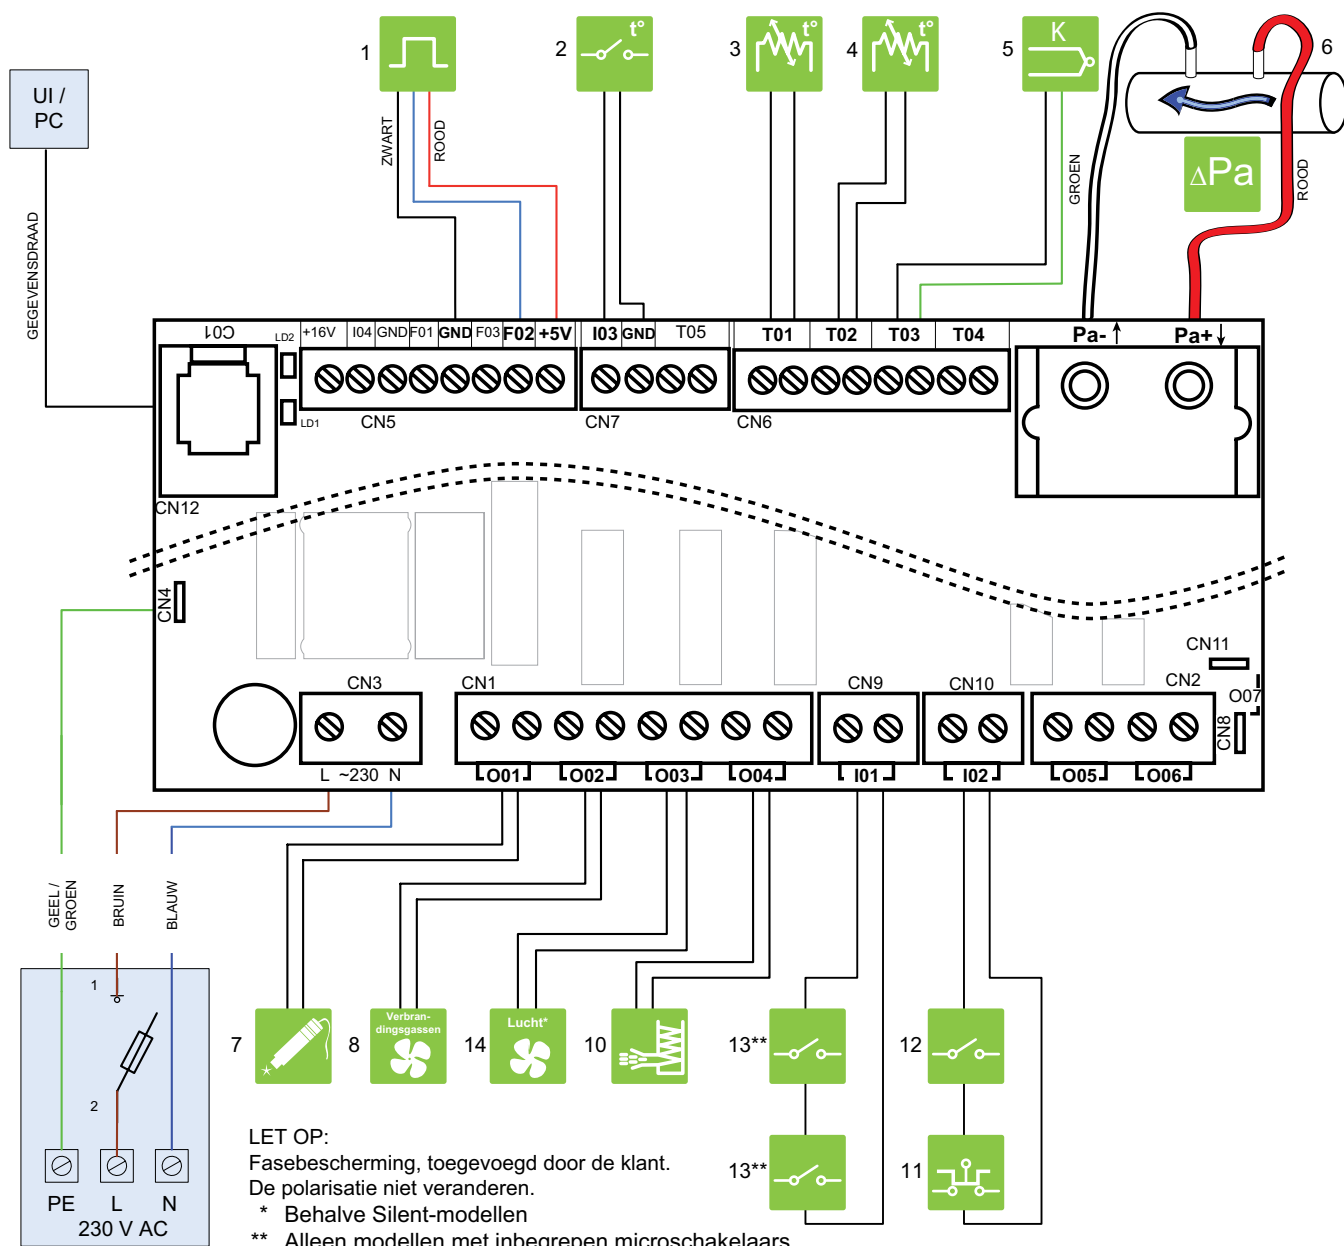 1
2
t°
3
t°
4
t°
5
K
6
UI /
PC
ZWART
ROOD
GROEN
ROOD
ΔPa
GEGEVENSDRAAD
C01
LD2
+16V
I04
GND
F01
GND
F03
F02
+5V
I03
GND
T05
T01
T02
T03
T04
Pa-
Pa+
LD1
CN5
CN7
CN6
CN12
CN4
CN11
CN3
CN1
CN9
CN10
CN2
O07
CN8
L ~230 N
O01
O02
O03
O04
I01
I02
O05
O06
GEEL /
GROEN
BRUIN
BLAUW
1
2
PE
L
N
230 V AC
7
8
Verbran-
dingsgassen
14
Lucht*
10
13**
12
13**
11
LET OP:
Fasebescherming, toegevoegd door de klant.
De polarisatie niet veranderen.
* Behalve Silent-modellen
** Alleen modellen met inbegrepen microschakelaars